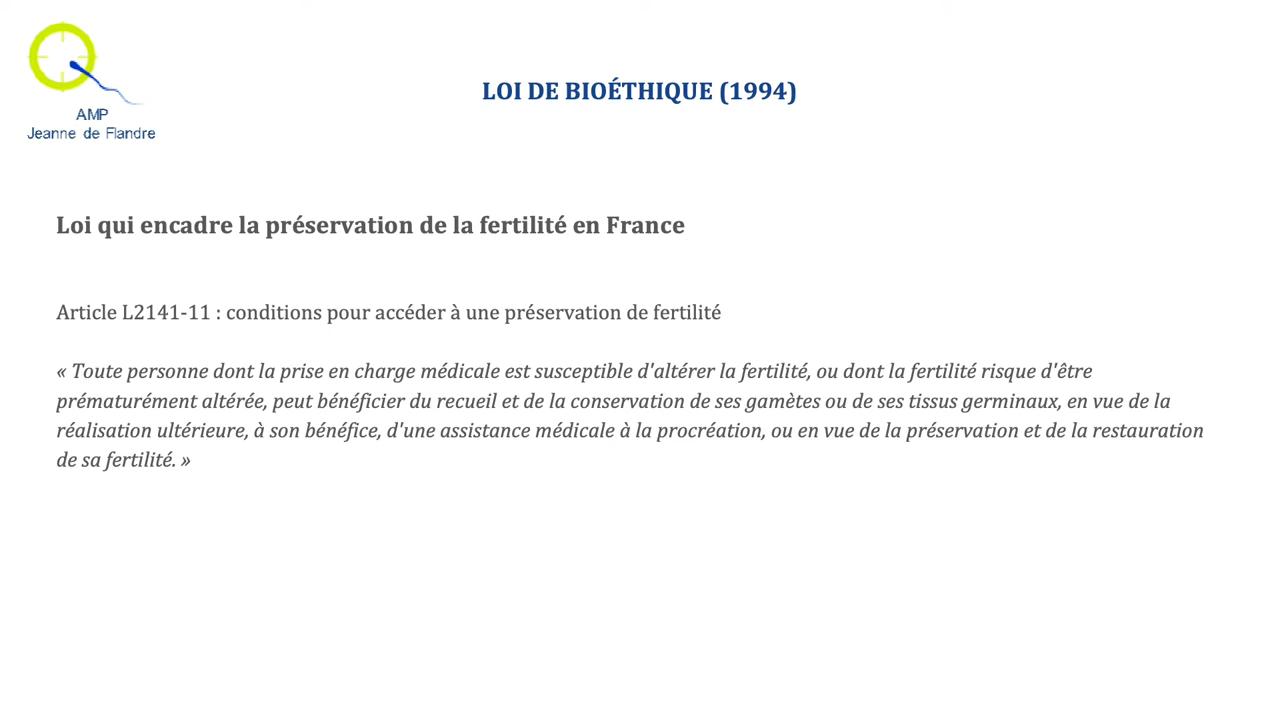 AMP
Jeanne de Flandre
LOI DE BIOÉTHIQUE (1994)
Loi qui encadre la préservation de la fertilité en France
Article L2141-11 : conditions pour accéder à une préservation de fertilité
« Toute personne dont la prise en charge médicale est susceptible d'altérer la fertilité, ou dont la fertilité risque d'être
prématurément altérée, peut bénéficier du recueil et de la conservation de ses gamètes ou de ses tissus germinaux, en vue de la
réalisation ultérieure, à son bénéfice, d'une assistance médicale à la procréation, ou en vue de la préservation et de la restauration
de sa fertilité. »